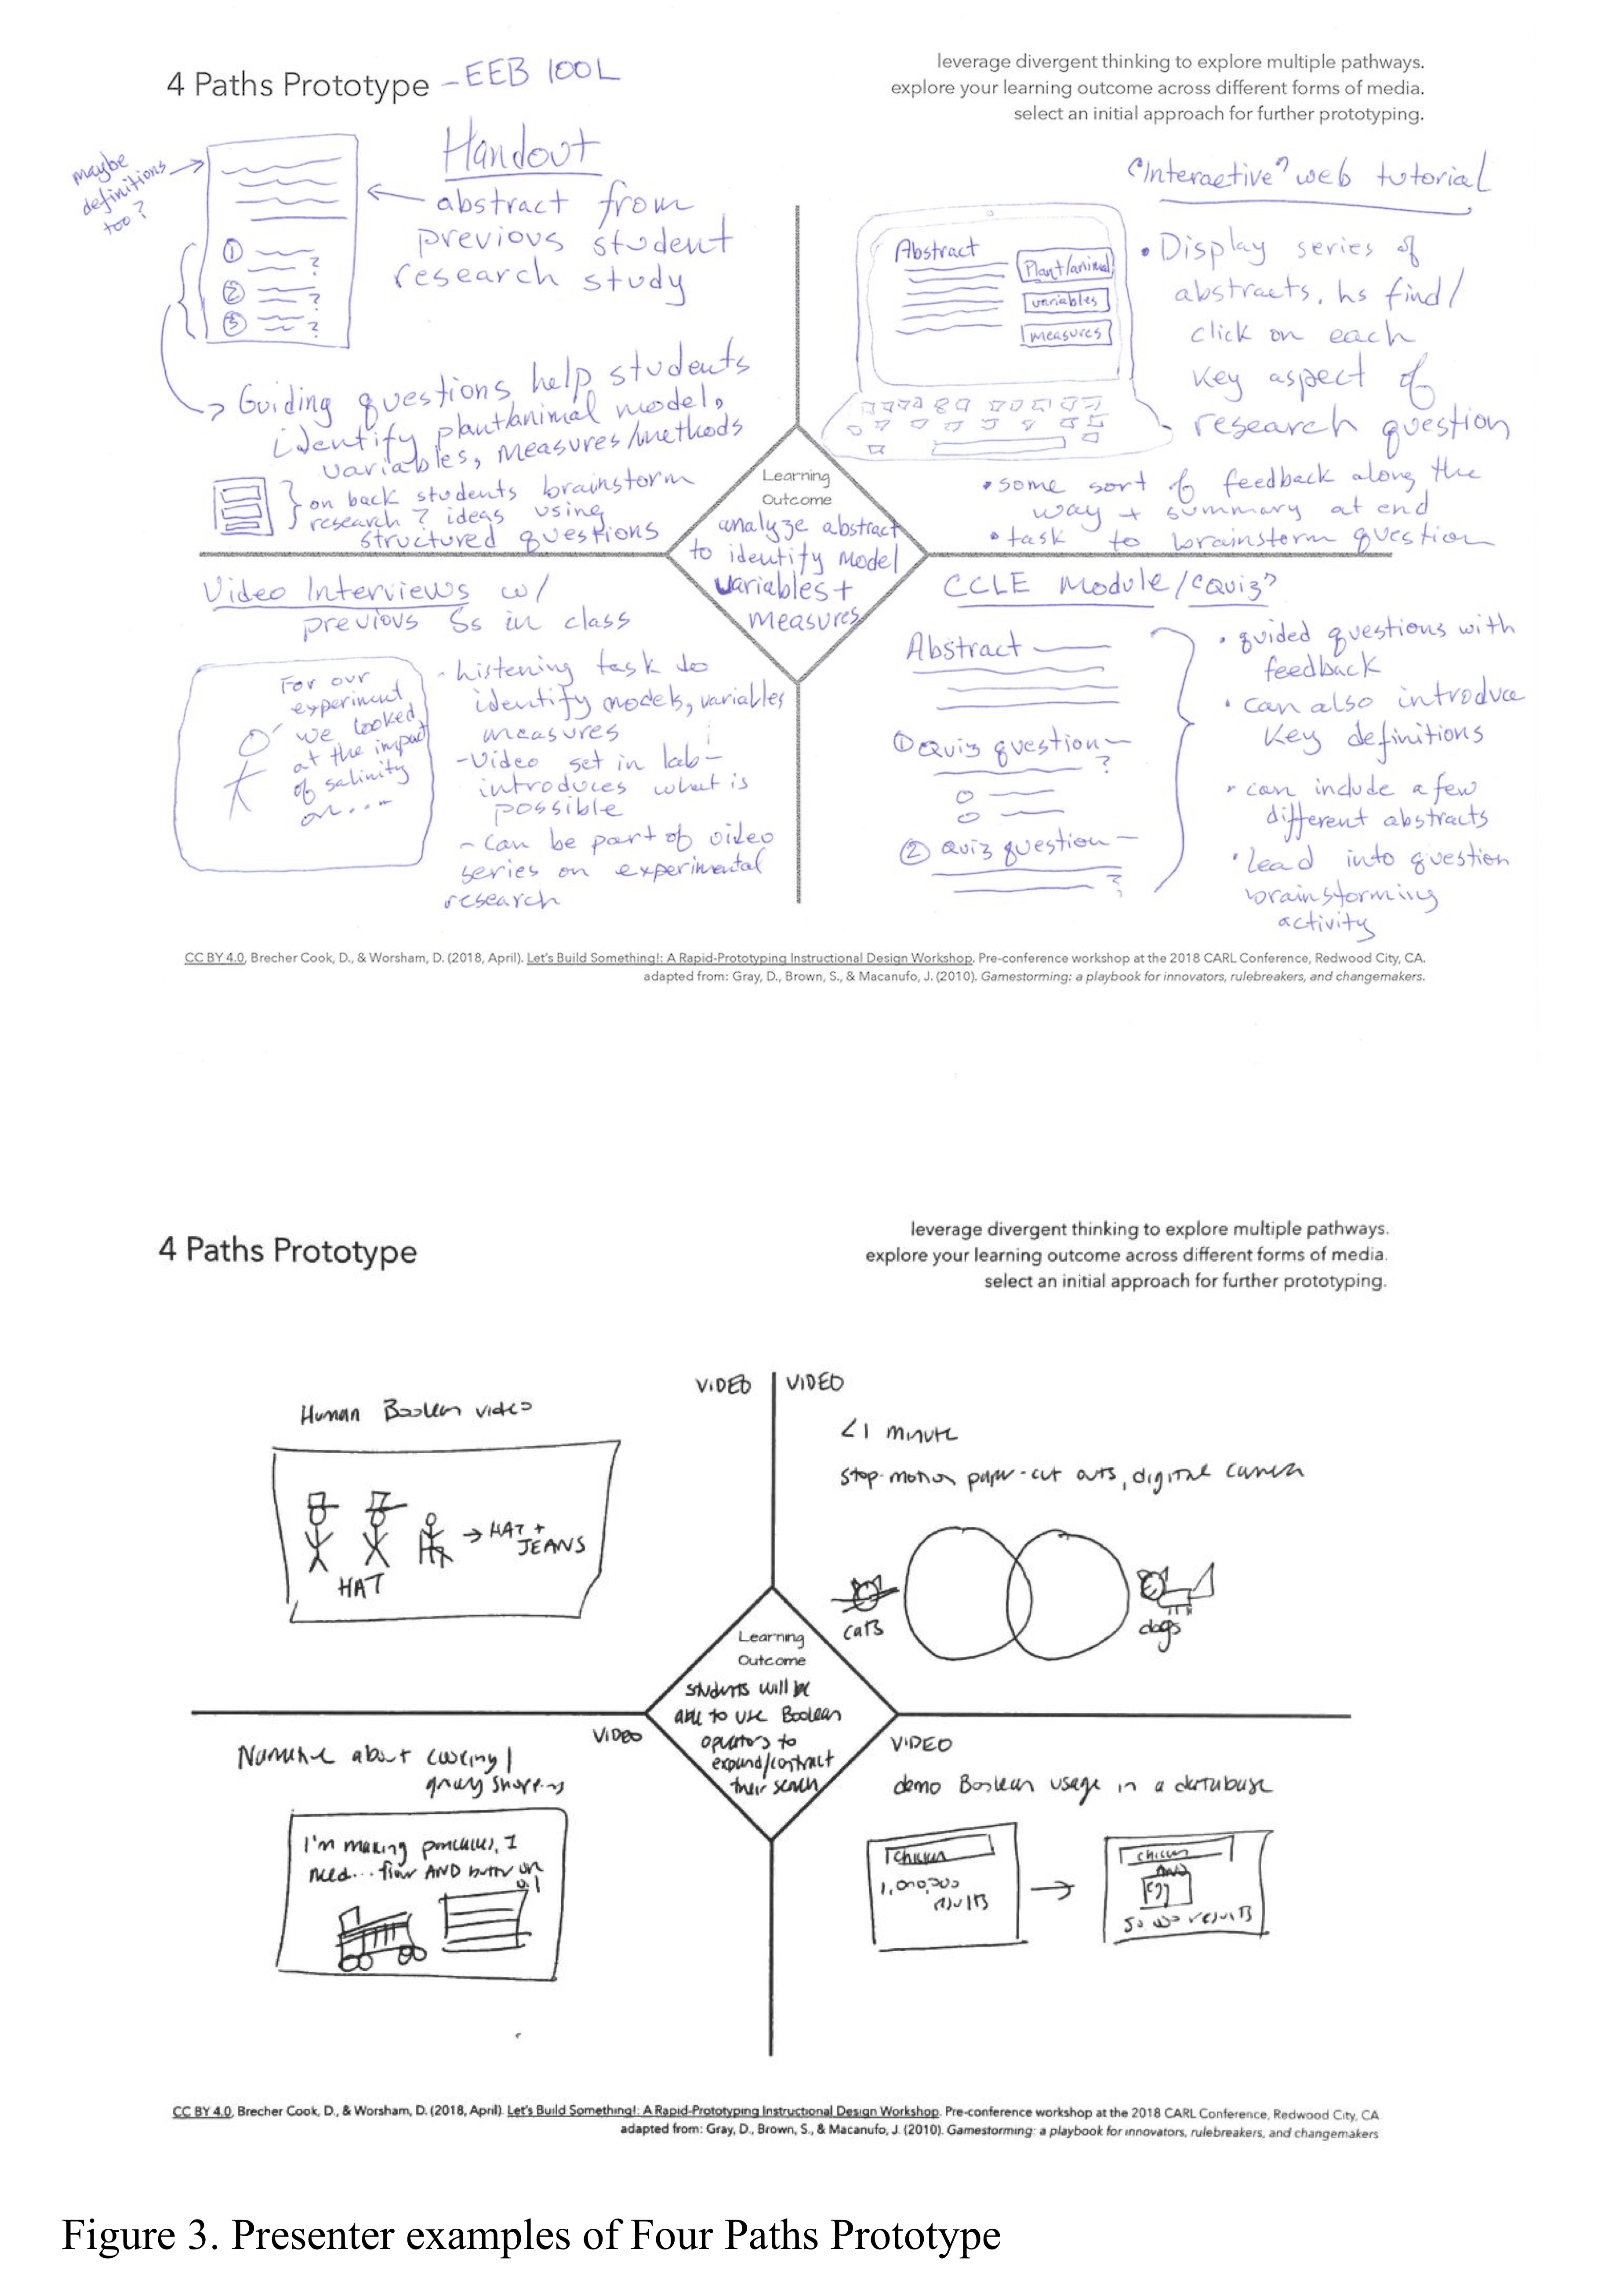 4 Paths Prototype – EEB 100L
leverage divergent thinking to explore multiple pathways.
explore your learning outcome across different forms of media.
select an initial approach for further prototyping.
maybe
definitions
too?
Handout
abstract from
previous student
research study
①
?
②
?
③
?
Guiding questions help students
identify plant/animal model,
variables, measures/methods
on back students brainstorm
research ? ideas using
structured questions
"Interactive" web tutorial
Abstract
Plant/animal
variables
measures
• Display series of
abstracts,
find/
click on each
key aspect of
research question
• some sort of feedback along the
way + summary at end
• task to brainstorm question
Learning
Outcome
analyze abstract
to identify model
variables +
measures
Video Interviews w/
previous Ss in class
For our
experiment
we looked
at the impact
of salinity
on....
- Listening task to
identify models, variables
measures
- Video set in lab –
introduces what is
possible
- can be part of video
series on experimental
research
CCLE Module/"Quiz"
Abstract
① Quiz question
?
② Quiz question
?
• guided questions with
feedback
• can also introduce
key definitions
• can include a few
different abstracts
• lead into question
brainstorming
activity
CC BY 4.0, Brecher Cook, D., & Worsham, D. (2018, April). Let's Build Something!: A Rapid-Prototyping Instructional Design Workshop. Pre-conference workshop at the 2018 CARL Conference, Redwood City, CA.
adapted from: Gray, D., Brown, S., & Macanufo, J. (2010). Gamestorming: a playbook for innovators, rulebreakers, and changemakers.
4 Paths Prototype
leverage divergent thinking to explore multiple pathways.
explore your learning outcome across different forms of media.
select an initial approach for further prototyping.
VIDEO
Human Boolean video
HAT
→ HAT +
JEANS
VIDEO
<1 minute
stop-motion paper-cut outs, digital camera
cats
dogs
Learning
Outcome
students will be
able to use Boolean
operators to
expand/contract
their search
VIDEO
Narrative about cooking/
grocery shopping
I'm making pancakes, I
need... flour AND butter OR
oil
VIDEO
demo Boolean usage in a database
chicken
1,000,000
results
→
chicken
AND
egg
50,000 results
CC BY 4.0, Brecher Cook, D., & Worsham, D. (2018, April). Let's Build Something!: A Rapid-Prototyping Instructional Design Workshop. Pre-conference workshop at the 2018 CARL Conference, Redwood City, CA
adapted from: Gray, D., Brown, S., & Macanufo, J. (2010). Gamestorming: a playbook for innovators, rulebreakers, and changemakers
Figure 3. Presenter examples of Four Paths Prototype